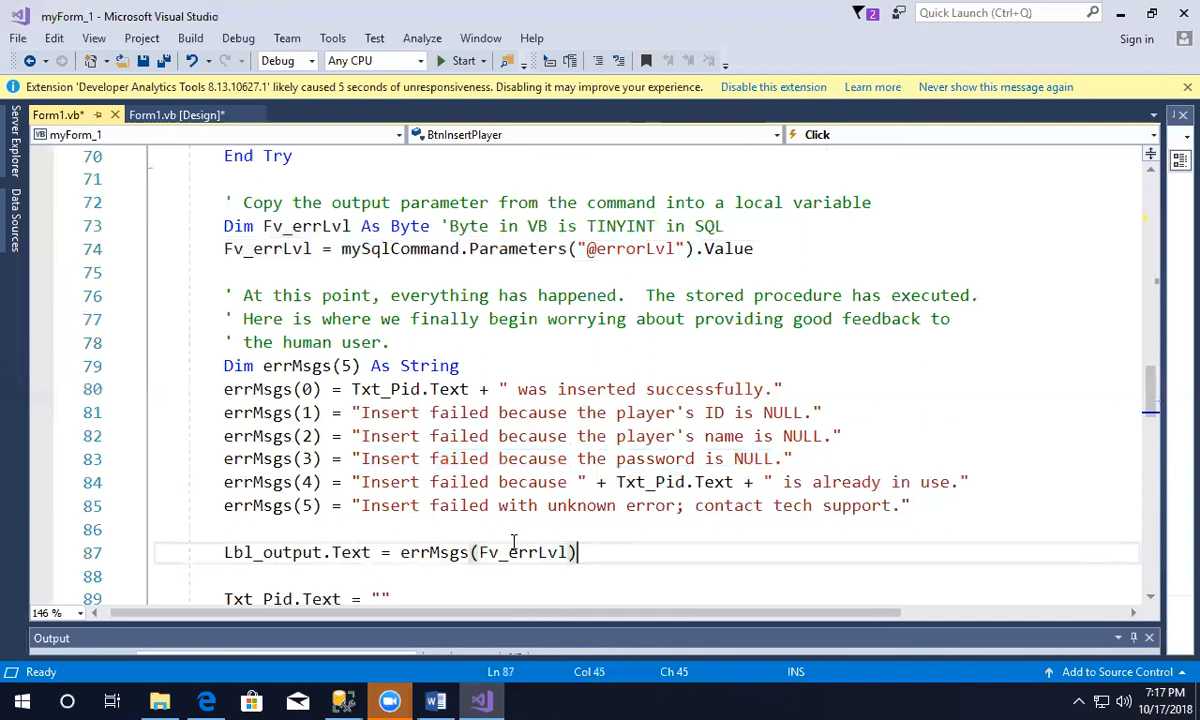 myForm_1 - Microsoft Visual Studio
2
Quick Launch (Ctrl+Q)
File Edit View Project Build Debug Team Tools Test Analyze Window Help
Sign in
Debug Any CPU Start
Extension 'Developer Analytics Tools 8.13.10627.1' likely caused 5 seconds of unresponsiveness. Disabling it may improve your experience. Disable this extension Learn more Never show this message again
Server Explorer
Data Sources
Form1.vb* Form1.vb [Design]*
VB myForm_1 BtnInsertPlayer Click
70 End Try
71
72 ' Copy the output parameter from the command into a local variable
73 Dim Fv_errLvl As Byte 'Byte in VB is TINYINT in SQL
74 Fv_errLvl = mySqlCommand.Parameters("@errorLvl").Value
75
76 ' At this point, everything has happened.  The stored procedure has executed.
77 ' Here is where we finally begin worrying about providing good feedback to
78 ' the human user.
79 Dim errMsgs(5) As String
80 errMsgs(0) = Txt_Pid.Text + " was inserted successfully."
81 errMsgs(1) = "Insert failed because the player's ID is NULL."
82 errMsgs(2) = "Insert failed because the player's name is NULL."
83 errMsgs(3) = "Insert failed because the password is NULL."
84 errMsgs(4) = "Insert failed because " + Txt_Pid.Text + " is already in use."
85 errMsgs(5) = "Insert failed with unknown error; contact tech support."
86
87 Lbl_output.Text = errMsgs(Fv_errLvl)
88
89 Txt_Pid.Text = ""
146 %
Output
Ready Ln 87 Col 45 Ch 45 INS Add to Source Control
7:17 PM
10/17/2018